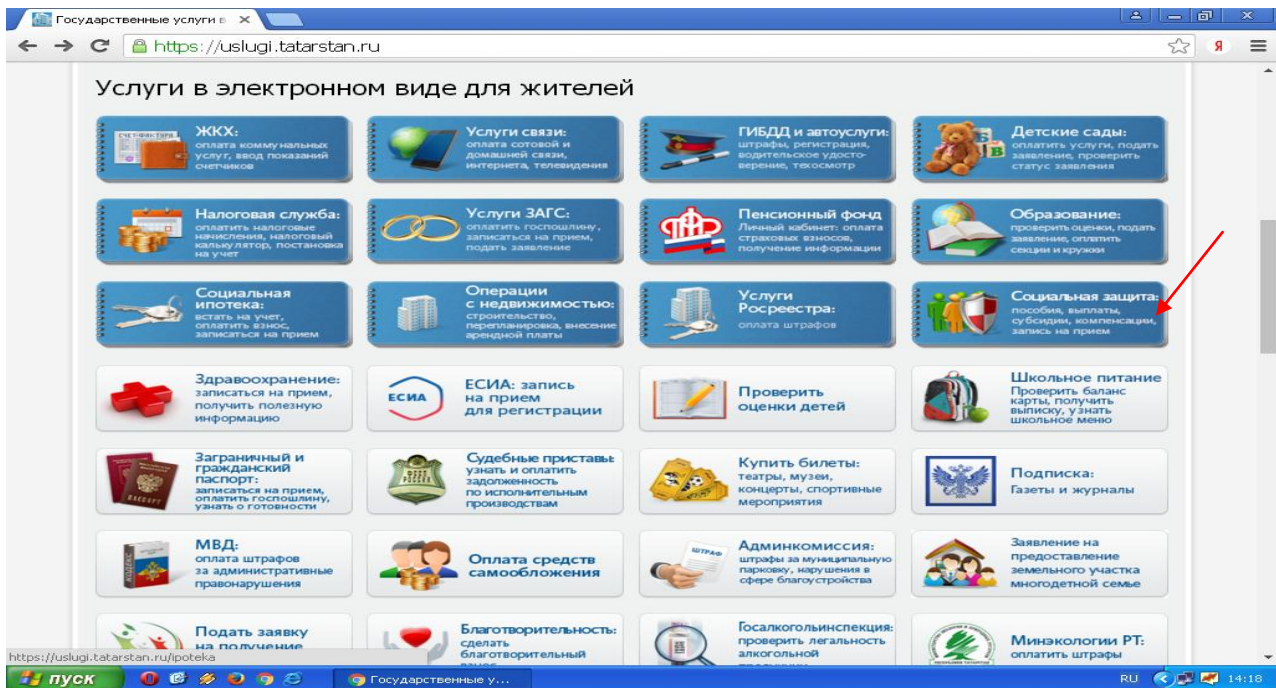 Государственные услуги в
https://uslugi.tatarstan.ru
Я
Услуги в электронном виде для жителей
СЧЕТ-ФАКТУРА
ЖКХ:
оплата коммунальных
услуг, ввод показаний
счетчиков
Услуги связи:
оплата сотовой и
домашней связи,
интернета, телевидения
ГИБДД и автоуслуги:
штрафы, регистрация,
водительское удосто-
верение, техосмотр
Детские сады:
оплатить услуги, подать
заявление, проверить
статус заявления
Налоговая служба:
оплатить налоговые
начисления, налоговый
калькулятор, постановка
на учет
Услуги ЗАГС:
оплатить госпошлину,
записаться на прием,
подать заявление
Пенсионный фонд
Личный кабинет: оплата
страховых взносов,
получение информации
Образование:
проверить оценки, подать
заявление, оплатить
секции и кружки
Социальная
ипотека:
встать на учет,
оплатить взнос,
записаться на прием
Операции
с недвижимостью:
строительство,
перепланировка, внесение
арендной платы
Услуги
Росреестра:
оплата штрафов
Социальная защита:
пособия, выплаты,
субсидии, компенсации,
запись на прием
Здравоохранение:
записаться на прием,
получить полезную
информацию
ЕСИА
ЕСИА: запись
на прием
для регистрации
Проверить
оценки детей
Школьное питание
Проверить баланс
карты, получить
выписку, узнать
школьное меню
Заграничный и
гражданский
паспорт:
записаться на прием,
оплатить госпошлину,
узнать о готовности
Судебные приставы:
узнать и оплатить
задолженность
по исполнительным
производствам
Купить билеты:
театры, музеи,
концерты, спортивные
мероприятия
Подписка:
Газеты и журналы
МВД:
оплата штрафов
за административные
правонарушения
Оплата средств
самообложения
ШТРАФ
Админкомиссия:
штрафы за муниципальную
парковку, нарушения в
сфере благоустройства
Заявление на
предоставление
земельного участка
многодетной семье
Подать заявку
на получение
Благотворительность:
сделать
благотворительный
взнос
Госалкогольинспекция:
проверить легальность
алкогольной
продукции
Минэкологии РТ:
оплатить штрафы
https://uslugi.tatarstan.ru/ipoteka
пуск
Государственные у...
RU
14:18